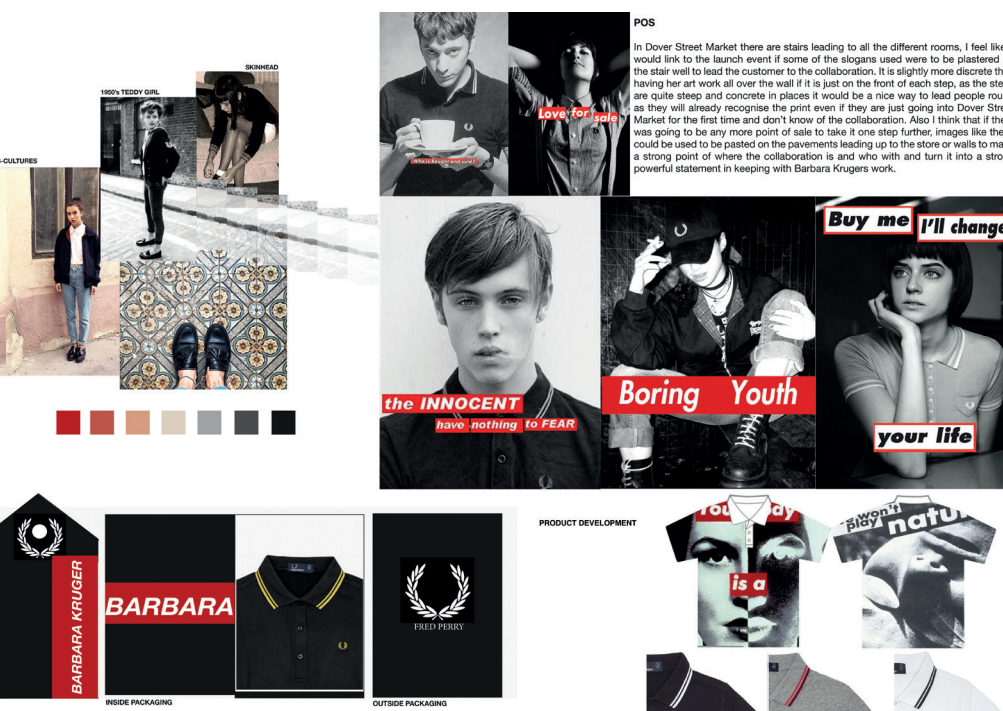 SKINHEAD
1950's TEDDY GIRL
-CULTURES
POS
In Dover Street Market there are stairs leading to all the different rooms, I feel like
would link to the launch event if some of the slogans used were to be plastered
the stair well to lead the customer to the collaboration. It is slightly more discrete th
having her art work all over the wall if it is just on the front of each step, as the ste
are quite steep and concrete in places it would be a nice way to lead people rou
as they will already recognise the print even if they are just going into Dover Stre
Market for the first time and don't know of the collaboration. Also I think that if the
was going to be any more point of sale to take it one step further, images like the
could be used to be pasted on the pavements leading up to the store or walls to ma
a strong point of where the collaboration is and who with and turn it into a stro
powerful statement in keeping with Barbara Krugers work.
Who is bought and sold?
Love for sale
the INNOCENT
have nothing to FEAR
Boring Youth
Buy me
I'll change
your life
BARBARA KRUGER
BARBARA
FRED PERRY
INSIDE PACKAGING
OUTSIDE PACKAGING
PRODUCT DEVELOPMENT
is a
won't
play
natu